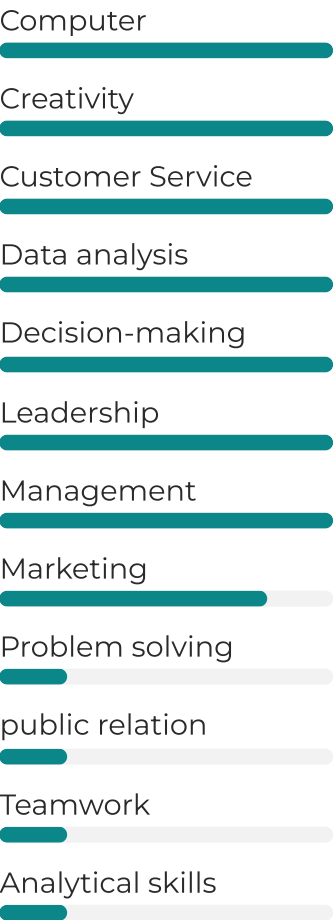 Computer
Creativity
Customer Service
Data analysis
Decision-making
Leadership
Management
Marketing
Problem solving
public relation
Teamwork
Analytical skills